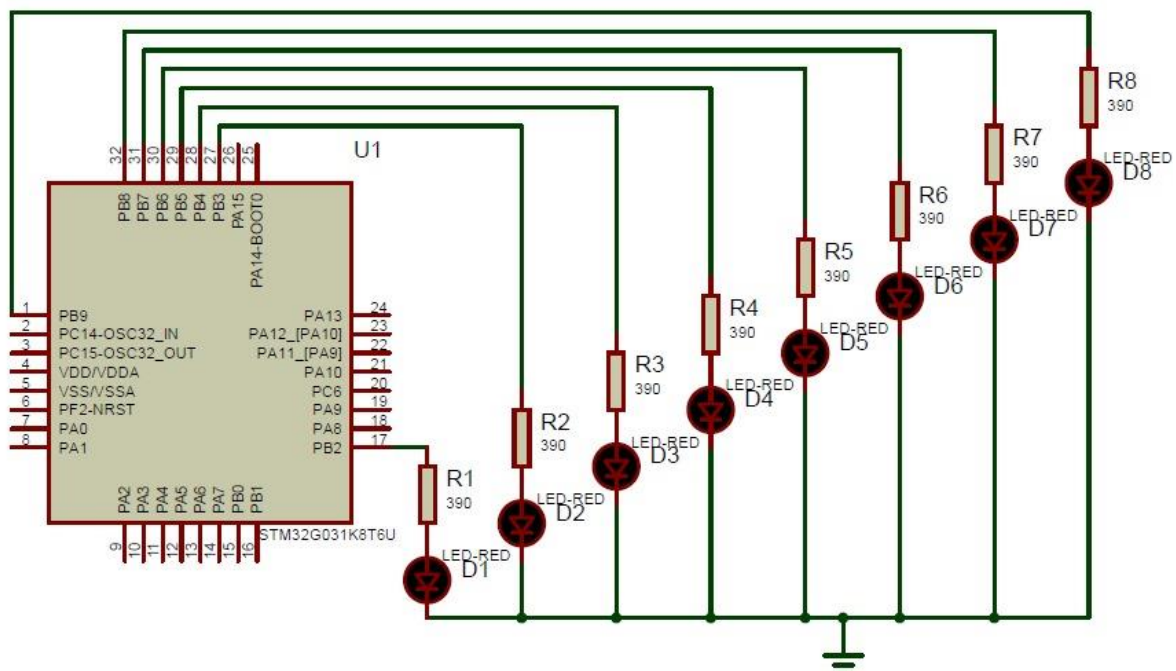 U1
32
31
30
29
28
27
26
25
PB8
PB7
PB6
PB5
PB4
PB3
PA15
PA14-BOOT0
1 PB9
2 PC14-OSC32_IN
3 PC15-OSC32_OUT
4 VDD/VDDA
5 VSS/VSSA
6 PF2-NRST
7 PA0
8 PA1
PA13 24
PA12_[PA10] 23
PA11_[PA9] 22
PA10 21
PC6 20
PA9 19
PA8 18
PB2 17
PA2
PA3
PA4
PA5
PA6
PA7
PB0
PB1
9
10
11
12
13
14
15
16
STM32G031K8T6U
R1
390
LED-RED
D1
R2
390
LED-RED
D2
R3
390
LED-RED
D3
R4
390
LED-RED
D4
R5
390
LED-RED
D5
R6
390
LED-RED
D6
R7
390
LED-RED
D7
R8
390
LED-RED
D8